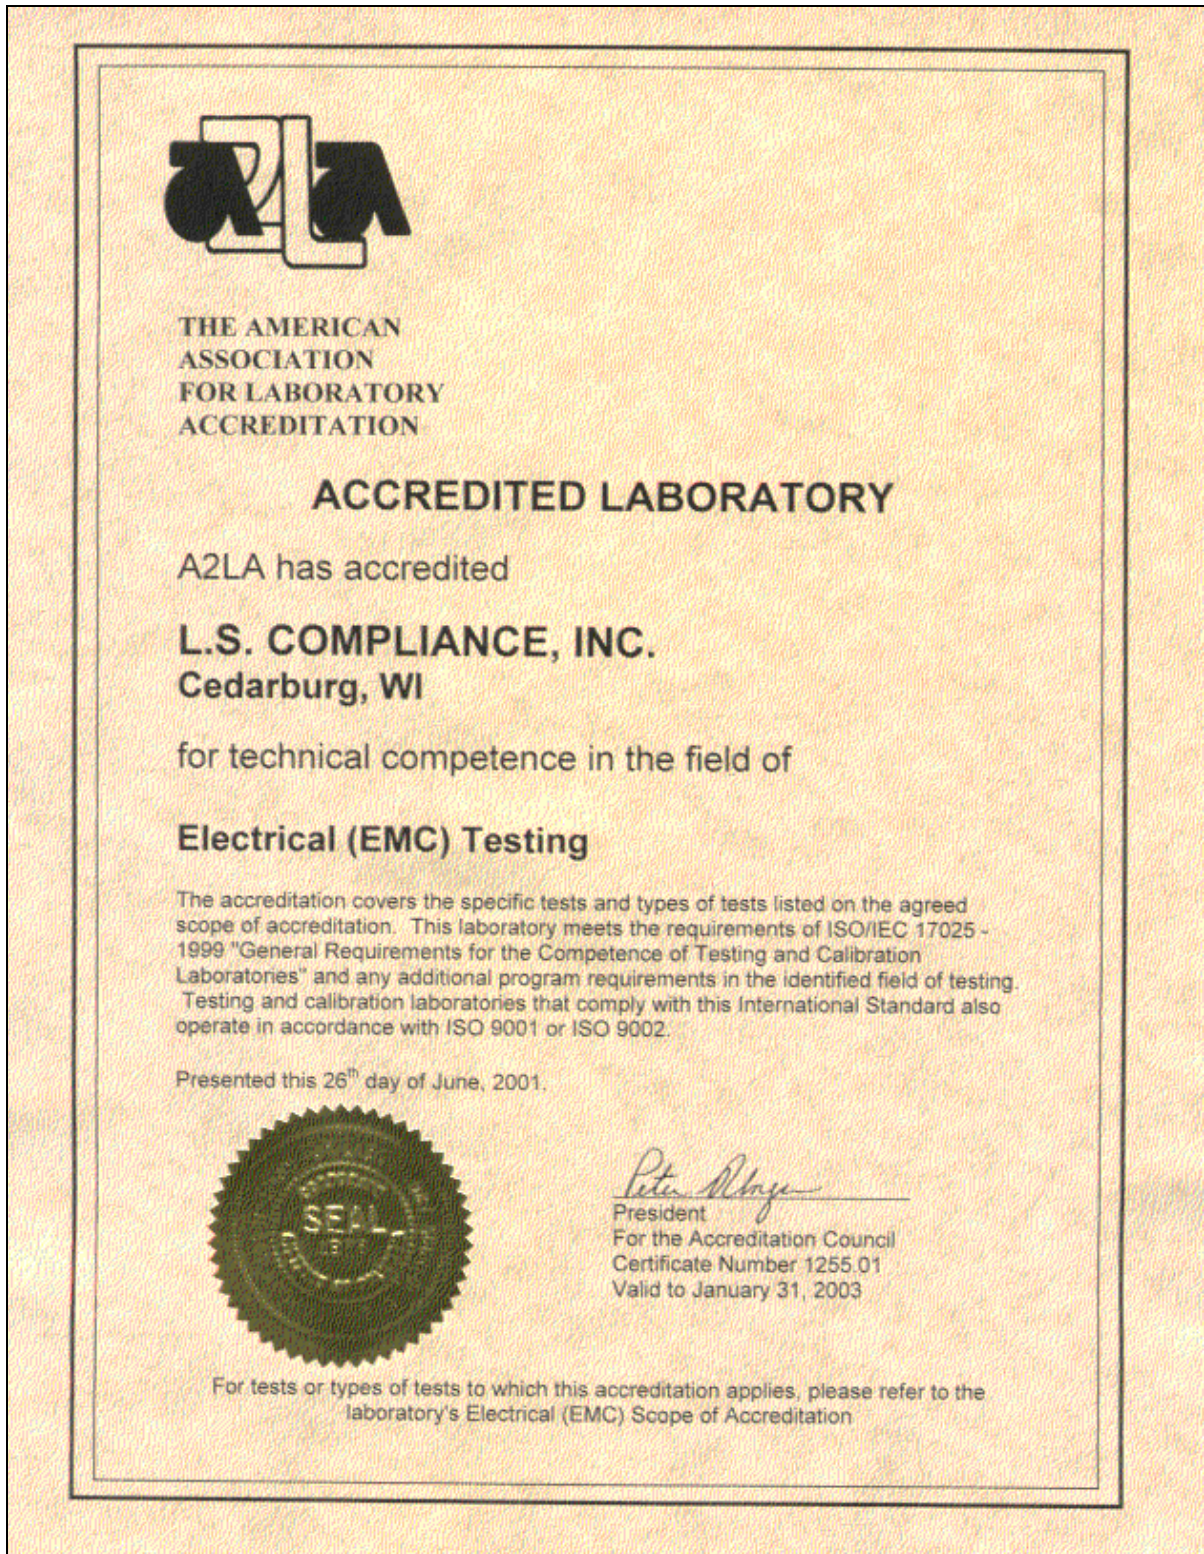 A2LA
THE AMERICAN
ASSOCIATION
FOR LABORATORY
ACCREDITATION
ACCREDITED LABORATORY
A2LA has accredited
L.S. COMPLIANCE, INC.
Cedarburg, WI
for technical competence in the field of
Electrical (EMC) Testing
The accreditation covers the specific tests and types of tests listed on the agreed
scope of accreditation.  This laboratory meets the requirements of ISO/IEC 17025 -
1999 "General Requirements for the Competence of Testing and Calibration
Laboratories" and any additional program requirements in the identified field of testing.
Testing and calibration laboratories that comply with this International Standard also
operate in accordance with ISO 9001 or ISO 9002.
Presented this 26th day of June, 2001.
SEAL
Peter
President
For the Accreditation Council
Certificate Number 1255.01
Valid to January 31, 2003
For tests or types of tests to which this accreditation applies, please refer to the
laboratory's Electrical (EMC) Scope of Accreditation